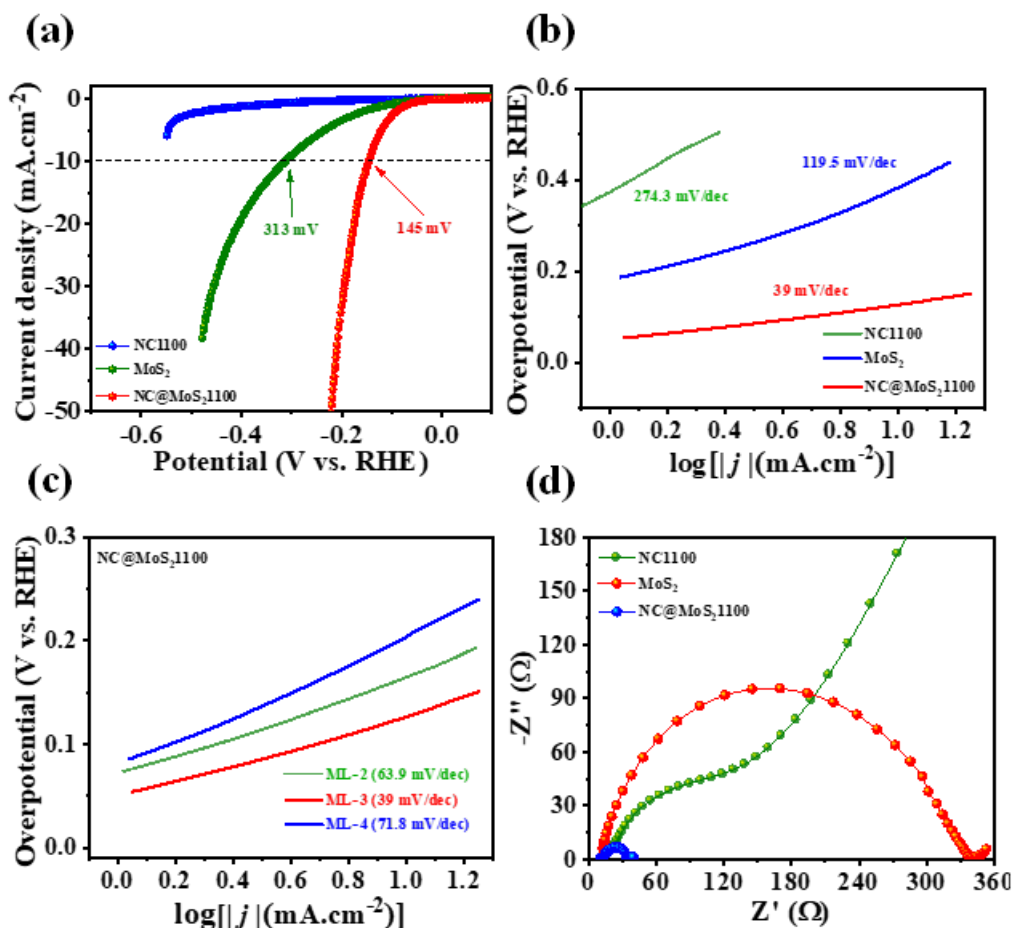 (a)
Current density (mA.cm⁻²)
0
-10
-20
-30
-40
-50
313 mV
145 mV
NC1100
MoS₂
NC@MoS₂1100
-0.6
-0.4
-0.2
0.0
Potential (V vs. RHE)
(b)
Overpotential (V vs. RHE)
0.6
0.4
0.2
0.0
274.3 mV/dec
119.5 mV/dec
39 mV/dec
NC1100
MoS₂
NC@MoS₂1100
0.0
0.2
0.4
0.6
0.8
1.0
1.2
log[|j|(mA.cm⁻²)]
(c)
Overpotential (V vs. RHE)
0.3
0.2
0.1
0.0
NC@MoS₂1100
ML-2 (63.9 mV/dec)
ML-3 (39 mV/dec)
ML-4 (71.8 mV/dec)
0.0
0.2
0.4
0.6
0.8
1.0
1.2
log[|j|(mA.cm⁻²)]
(d)
-Z" (Ω)
180
150
120
90
60
30
0
NC1100
MoS₂
NC@MoS₂1100
0
60
120
180
240
300
360
Z' (Ω)